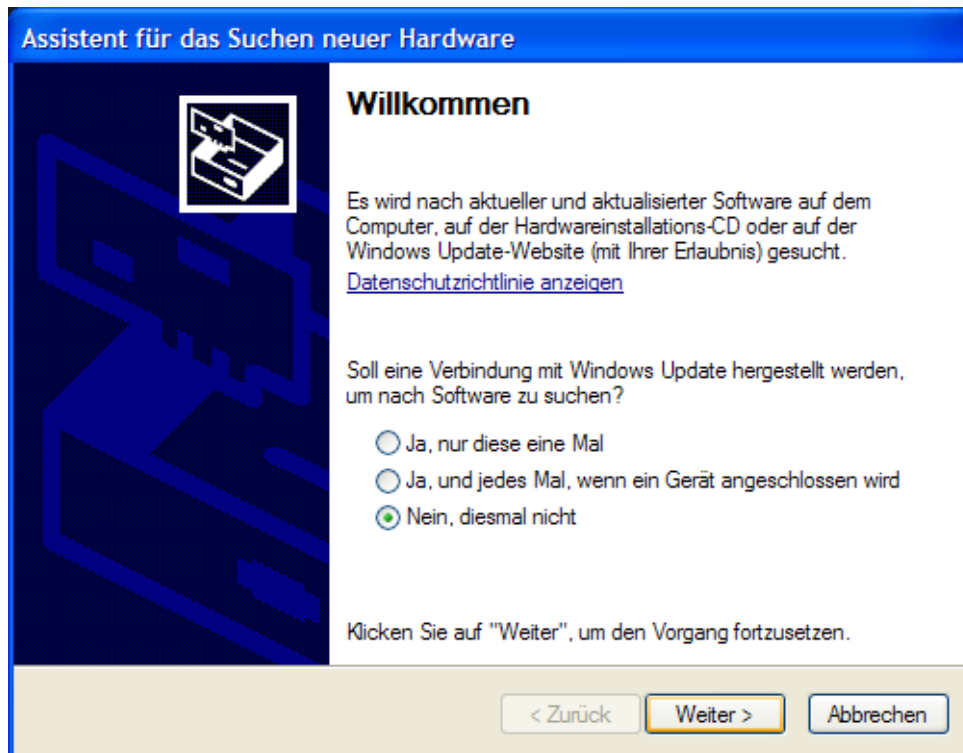 Assistent für das Suchen neuer Hardware
Willkommen
Es wird nach aktueller und aktualisierter Software auf dem
Computer, auf der Hardwareinstallations-CD oder auf der
Windows Update-Website (mit Ihrer Erlaubnis) gesucht.
Datenschutzrichtlinie anzeigen
Soll eine Verbindung mit Windows Update hergestellt werden,
um nach Software zu suchen?
Ja, nur diese eine Mal
Ja, und jedes Mal, wenn ein Gerät angeschlossen wird
Nein, diesmal nicht
Klicken Sie auf "Weiter", um den Vorgang fortzusetzen.
< Zurück Weiter > Abbrechen